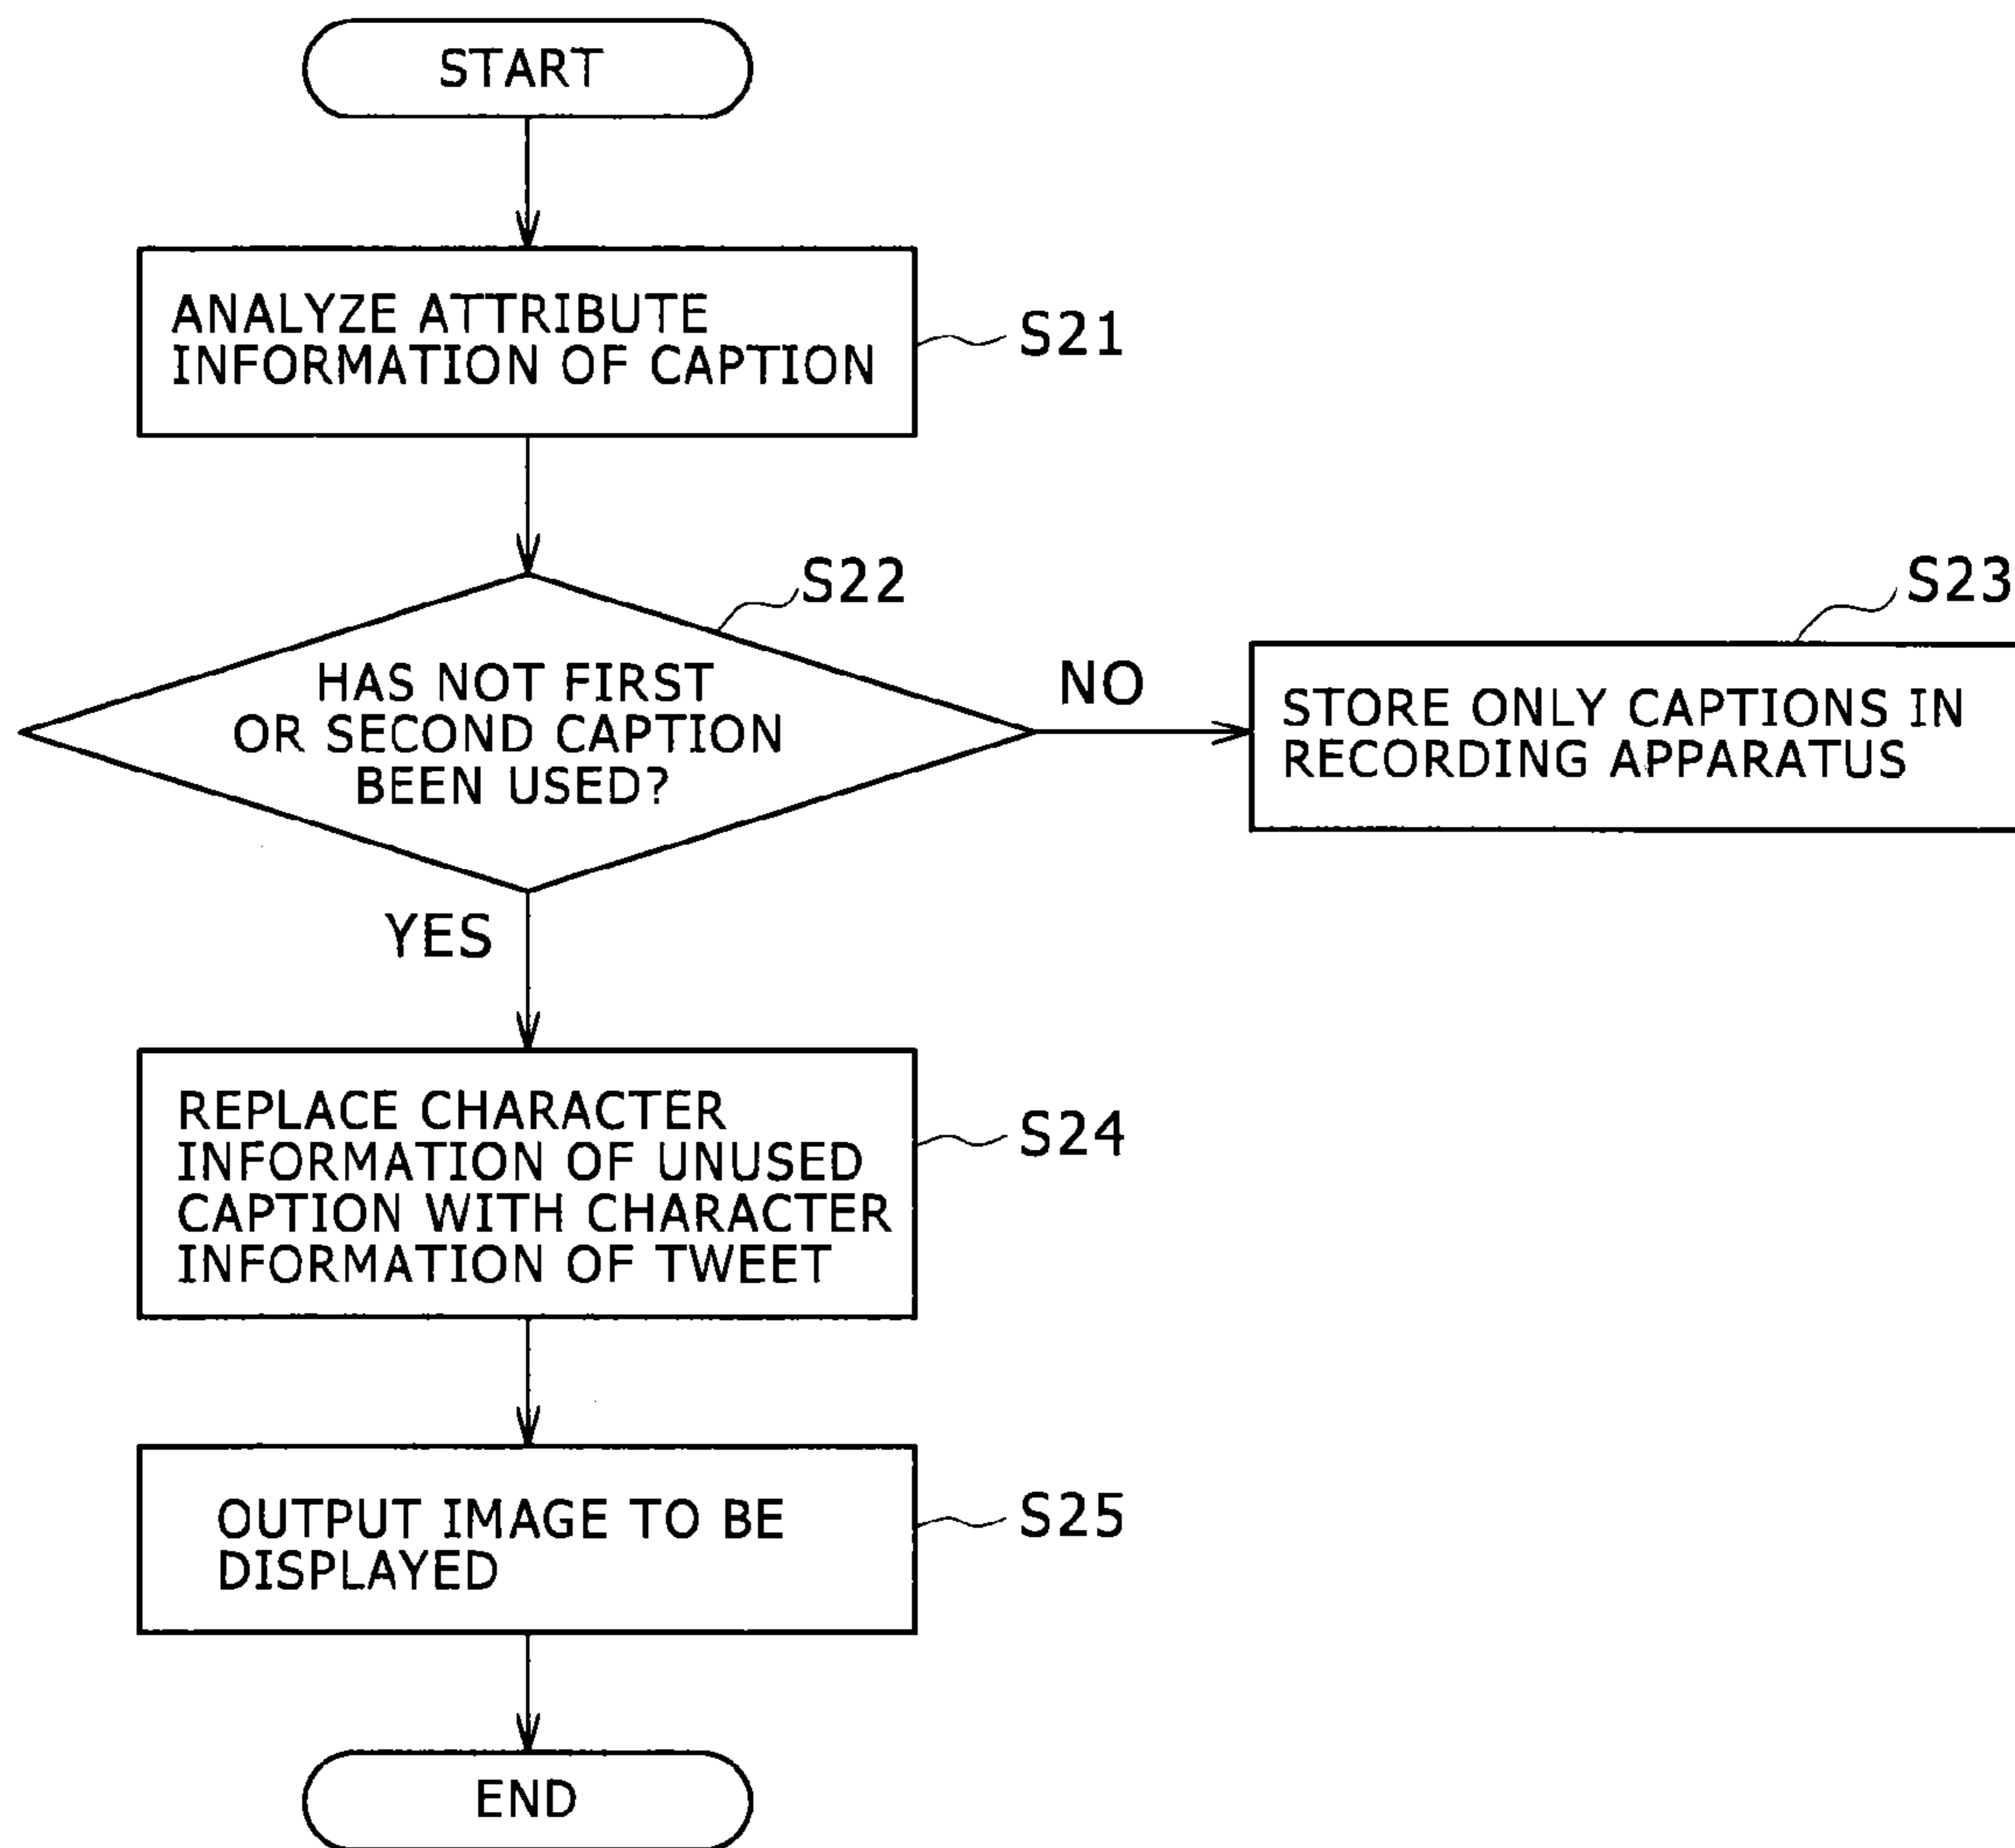 START
ANALYZE ATTRIBUTE
INFORMATION OF CAPTION
S21
S22
HAS NOT FIRST
OR SECOND CAPTION
BEEN USED?
NO
S23
STORE ONLY CAPTIONS IN
RECORDING APPARATUS
YES
REPLACE CHARACTER
INFORMATION OF UNUSED
CAPTION WITH CHARACTER
INFORMATION OF TWEET
S24
OUTPUT IMAGE TO BE
DISPLAYED
S25
END